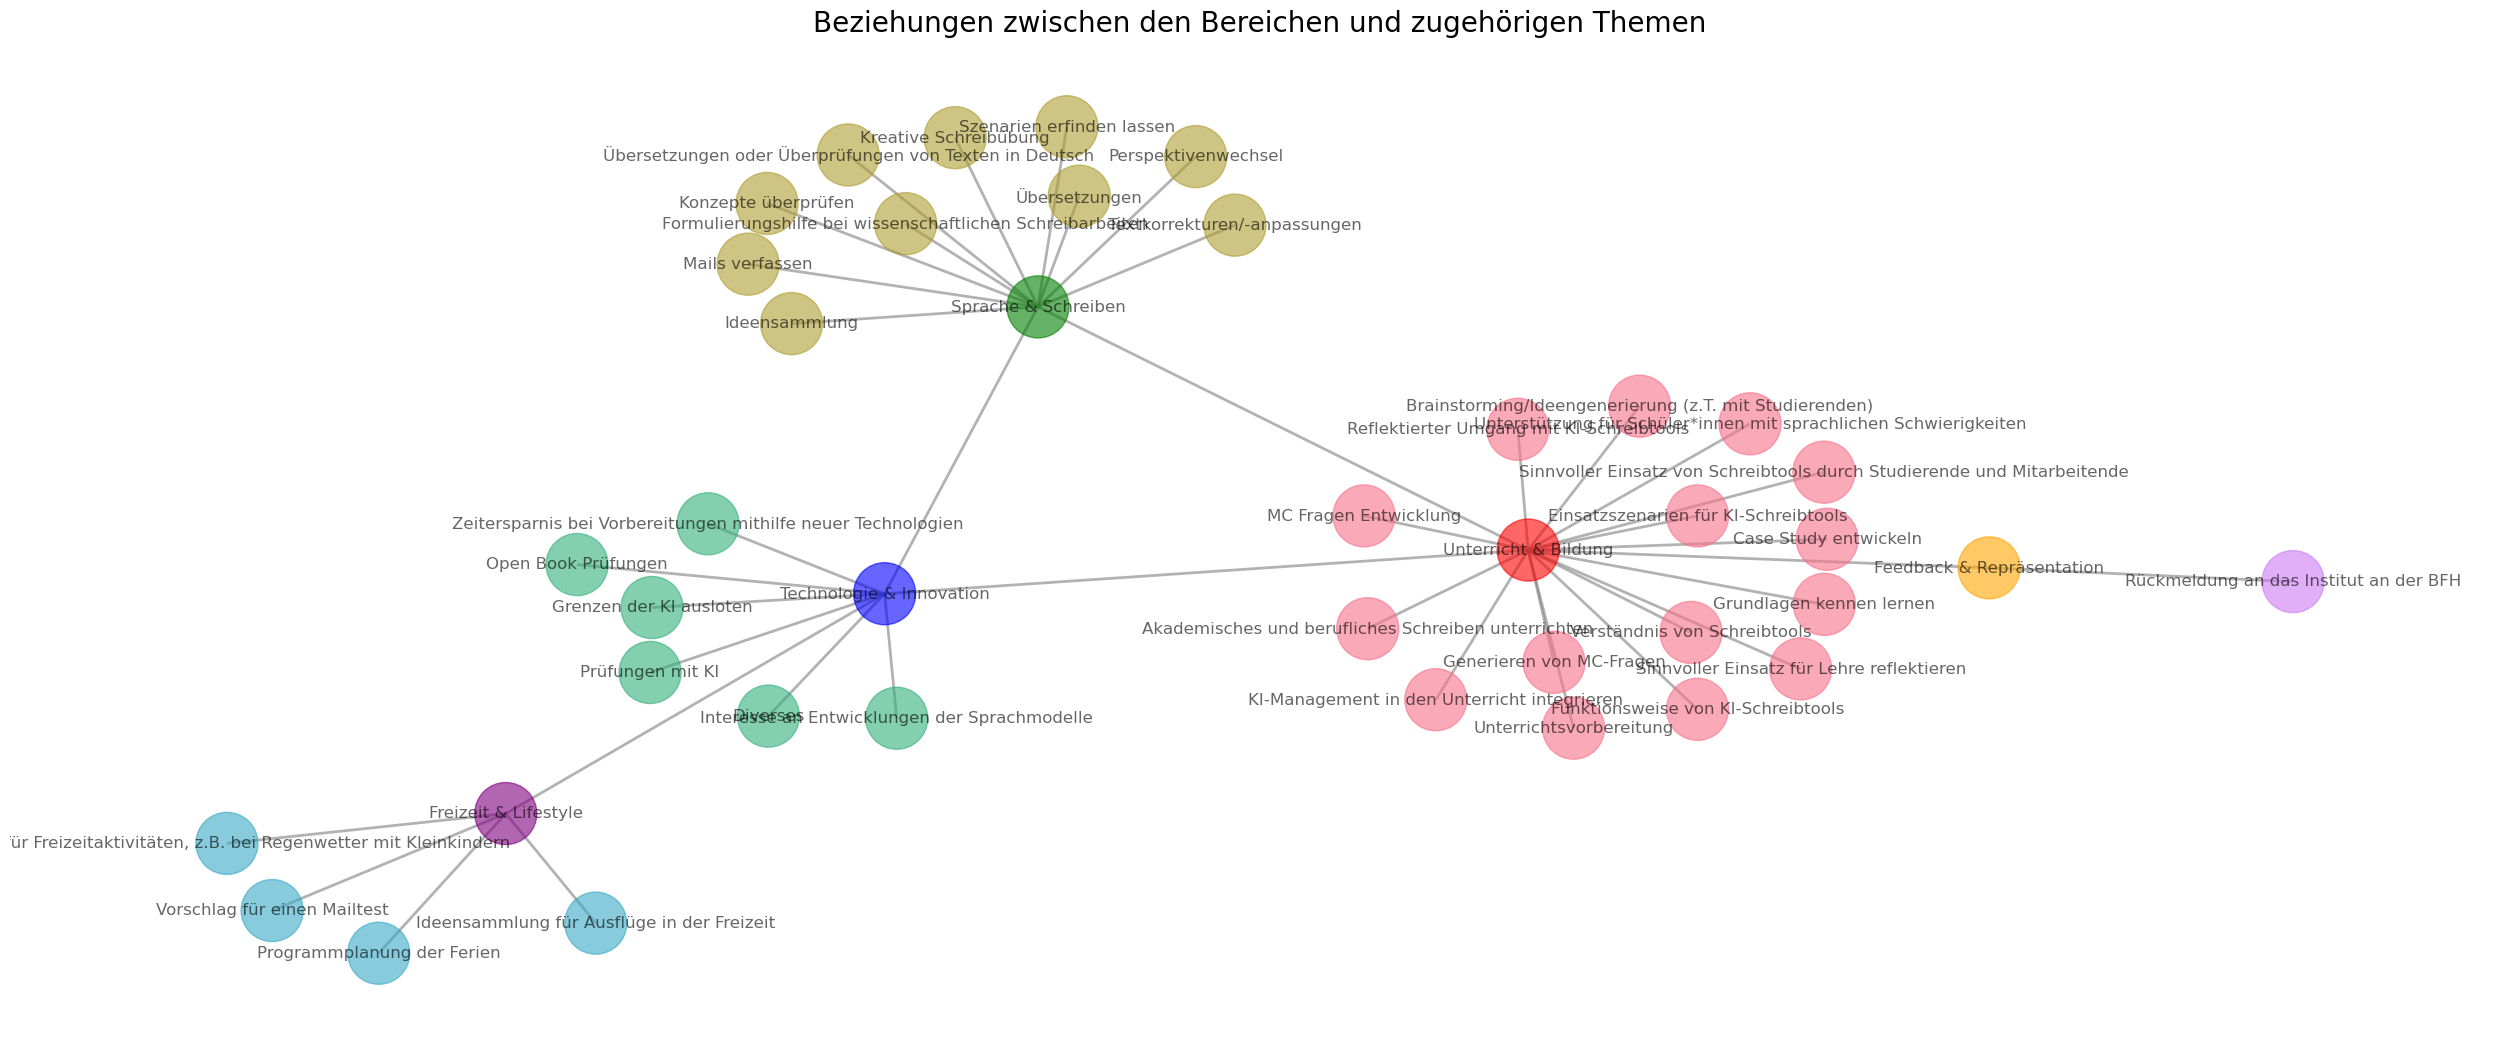 Beziehungen zwischen den Bereichen und zugehörigen Themen
Szenarien erfinden lassen
Kreative Schreibübung
Übersetzungen oder Überprüfungen von Texten in Deutsch
Perspektivenwechsel
Übersetzungen
Konzepte überprüfen
Formulierungshilfe bei wissenschaftlichen Schreibarbeiten
Textkorrekturen/-anpassungen
Mails verfassen
Sprache & Schreiben
Ideensammlung
Brainstorming/Ideengenerierung (z.T. mit Studierenden)
Unterstützung für Schüler*innen mit sprachlichen Schwierigkeiten
Reflektierter Umgang mit KI-Schreibtools
Sinnvoller Einsatz von Schreibtools durch Studierende und Mitarbeitende
MC Fragen Entwicklung
Einsatzszenarien für KI-Schreibtools
Zeitersparnis bei Vorbereitungen mithilfe neuer Technologien
Case Study entwickeln
Unterricht & Bildung
Open Book Prüfungen
Feedback & Repräsentation
Rückmeldung an das Institut an der BFH
Technologie & Innovation
Grenzen der KI ausloten
Grundlagen kennen lernen
Akademisches und berufliches Schreiben unterrichten
Verständnis von Schreibtools
Generieren von MC-Fragen
Sinnvoller Einsatz für Lehre reflektieren
Prüfungen mit KI
KI-Management in den Unterricht integrieren
Funktionsweise von KI-Schreibtools
Diverses
Interesse an Entwicklungen der Sprachmodelle
Unterrichtsvorbereitung
Freizeit & Lifestyle
für Freizeitaktivitäten, z.B. bei Regenwetter mit Kleinkindern
Vorschlag für einen Mailtest
Ideensammlung für Ausflüge in der Freizeit
Programmplanung der Ferien